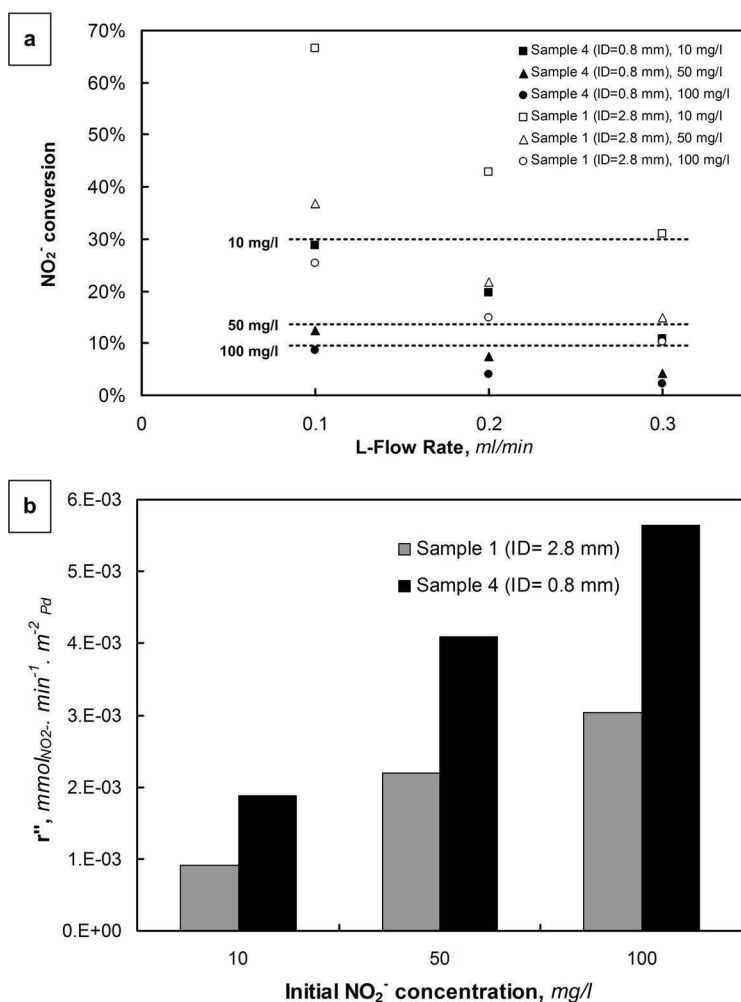 a
70%
60%
50%
40%
30%
20%
10%
0%
NO₂⁻ conversion
■ Sample 4 (ID=0.8 mm), 10 mg/l
▲ Sample 4 (ID=0.8 mm), 50 mg/l
● Sample 4 (ID=0.8 mm), 100 mg/l
□ Sample 1 (ID=2.8 mm), 10 mg/l
△ Sample 1 (ID=2.8 mm), 50 mg/l
○ Sample 1 (ID=2.8 mm), 100 mg/l
10 mg/l
50 mg/l
100 mg/l
0 0.1 0.2 0.3
L-Flow Rate, ml/min
b
6.E-03
5.E-03
4.E-03
3.E-03
2.E-03
1.E-03
0.E+00
r", mmol_NO2-. min⁻¹. m⁻² _Pd
Sample 1 (ID= 2.8 mm)
Sample 4 (ID= 0.8 mm)
10 50 100
Initial NO₂⁻ concentration, mg/l